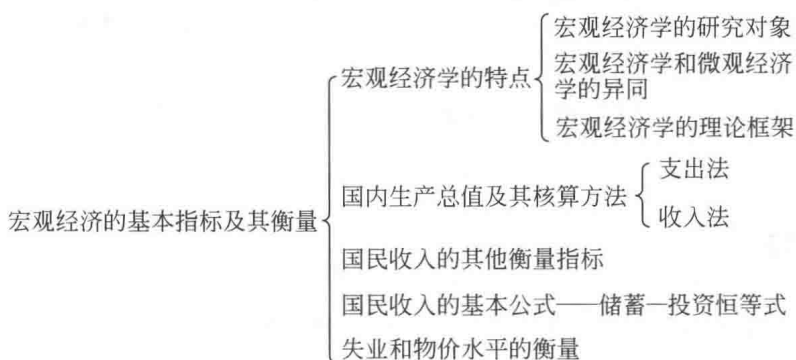 宏观经济学的研究对象
宏观经济学的特点
宏观经济学和微观经济
学的异同
宏观经济学的理论框架
宏观经济的基本指标及其衡量
国内生产总值及其核算方法
支出法
收入法
国民收入的其他衡量指标
国民收入的基本公式——储蓄—投资恒等式
失业和物价水平的衡量